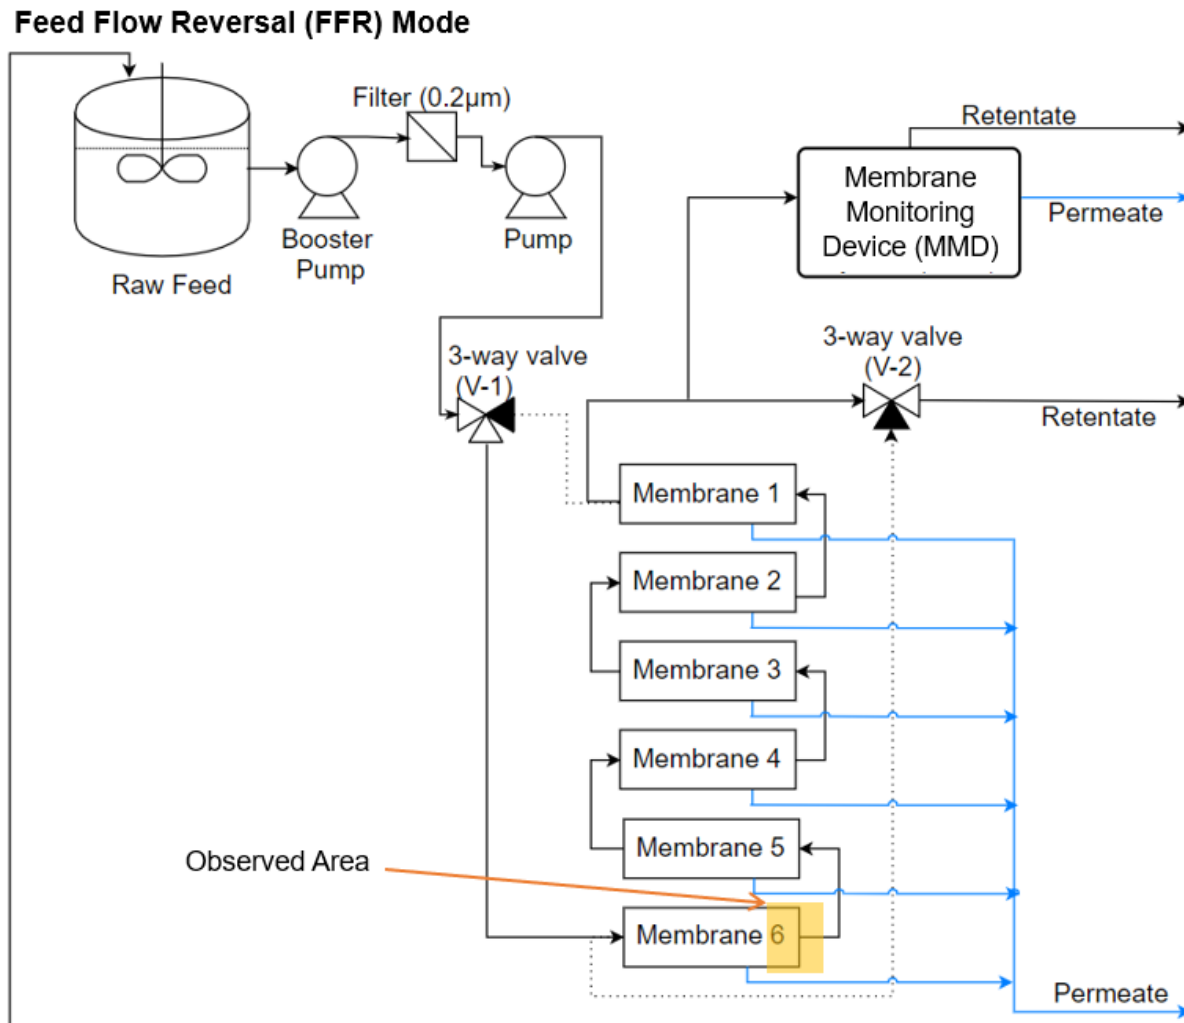 Feed Flow Reversal (FFR) Mode
Filter (0.2μm)
Booster
Pump
Pump
Raw Feed
Retentate
Membrane
Monitoring
Device (MMD)
Permeate
3-way valve
(V-1)
3-way valve
(V-2)
Retentate
Membrane 1
Membrane 2
Membrane 3
Membrane 4
Membrane 5
Observed Area
Membrane 6
Permeate